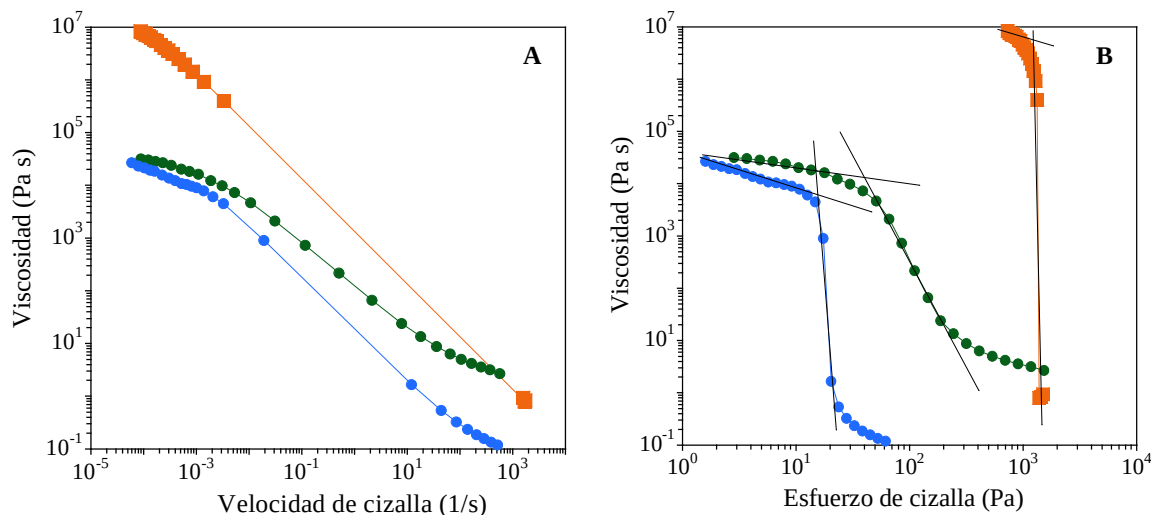 A
Viscosidad (Pa s)
10^7
10^5
10^3
10^1
10^-1
10^-5 10^-3 10^-1 10^1 10^3
Velocidad de cizalla (1/s)
B
Viscosidad (Pa s)
10^7
10^5
10^3
10^1
10^-1
10^0 10^1 10^2 10^3 10^4
Esfuerzo de cizalla (Pa)